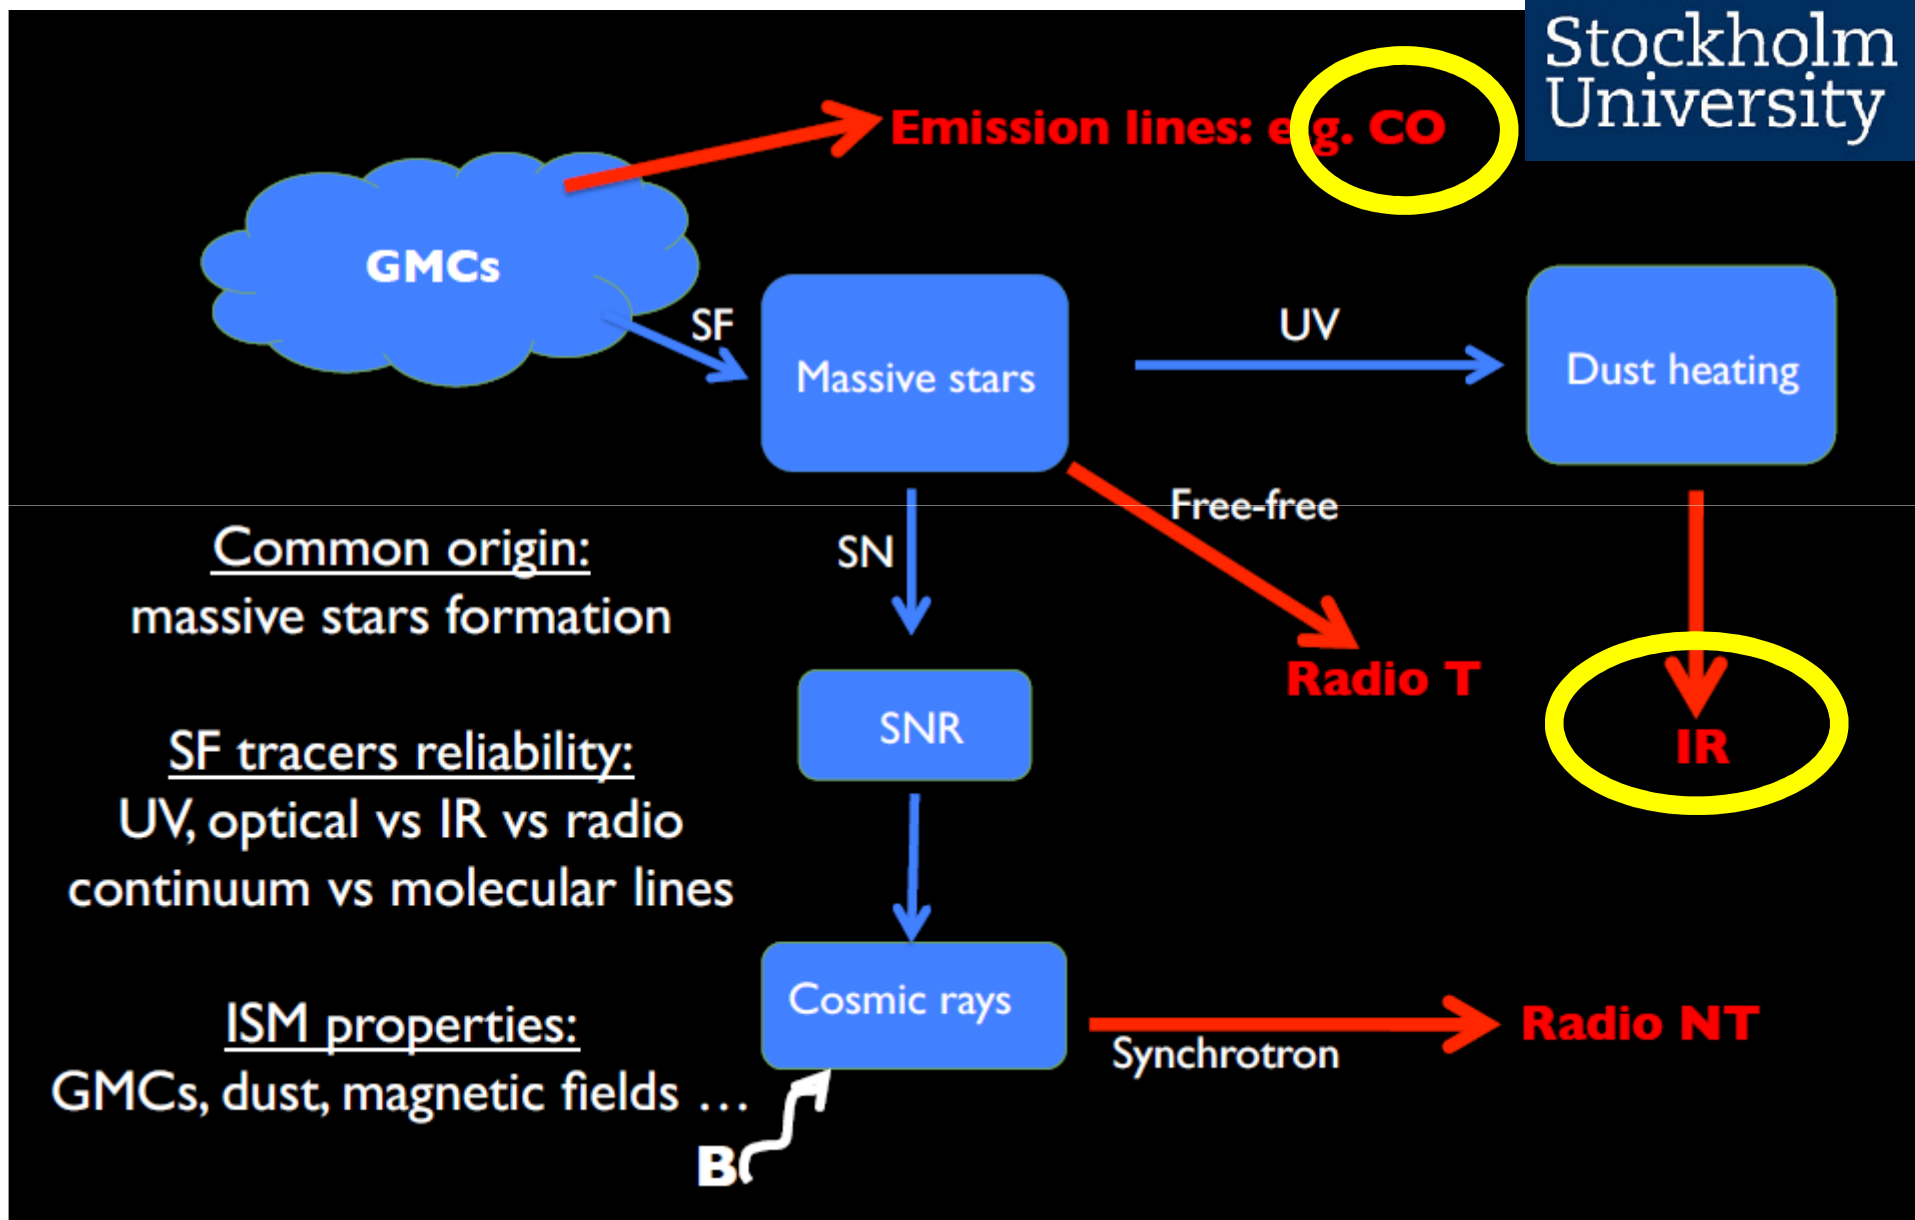 Stockholm
University
Emission lines: e.g. CO
GMCs
SF
Massive stars
UV
Dust heating
Free-free
Common origin:
massive stars formation
SN
Radio T
SNR
IR
SF tracers reliability:
UV, optical vs IR vs radio
continuum vs molecular lines
Cosmic rays
Synchrotron
Radio NT
ISM properties:
GMCs, dust, magnetic fields ...
B